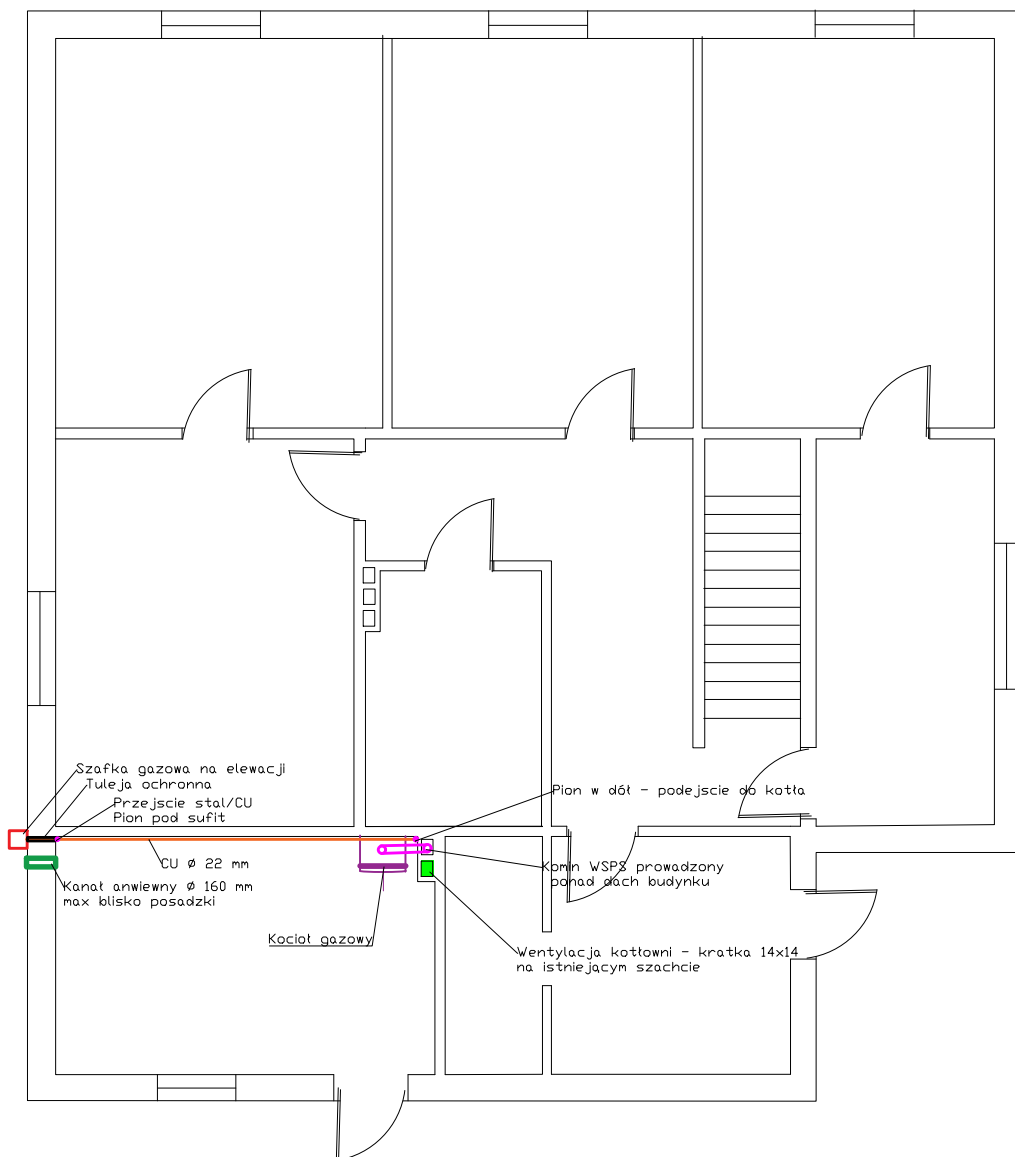 Szafka gazowa na elewacji
Tuleja ochronna
Przejscie stal/CU
Pion pod sufit
Pion w dół - podejscie do kotła
CU ø 22 mm
Komin WSPS prowadzony
ponad dach budynku
Kanał anwiewny ø 160 mm
max blisko posadzki
Kocioł gazowy
Wentylacja kotłowni - kratka 14x14
na istniejącym szachcie